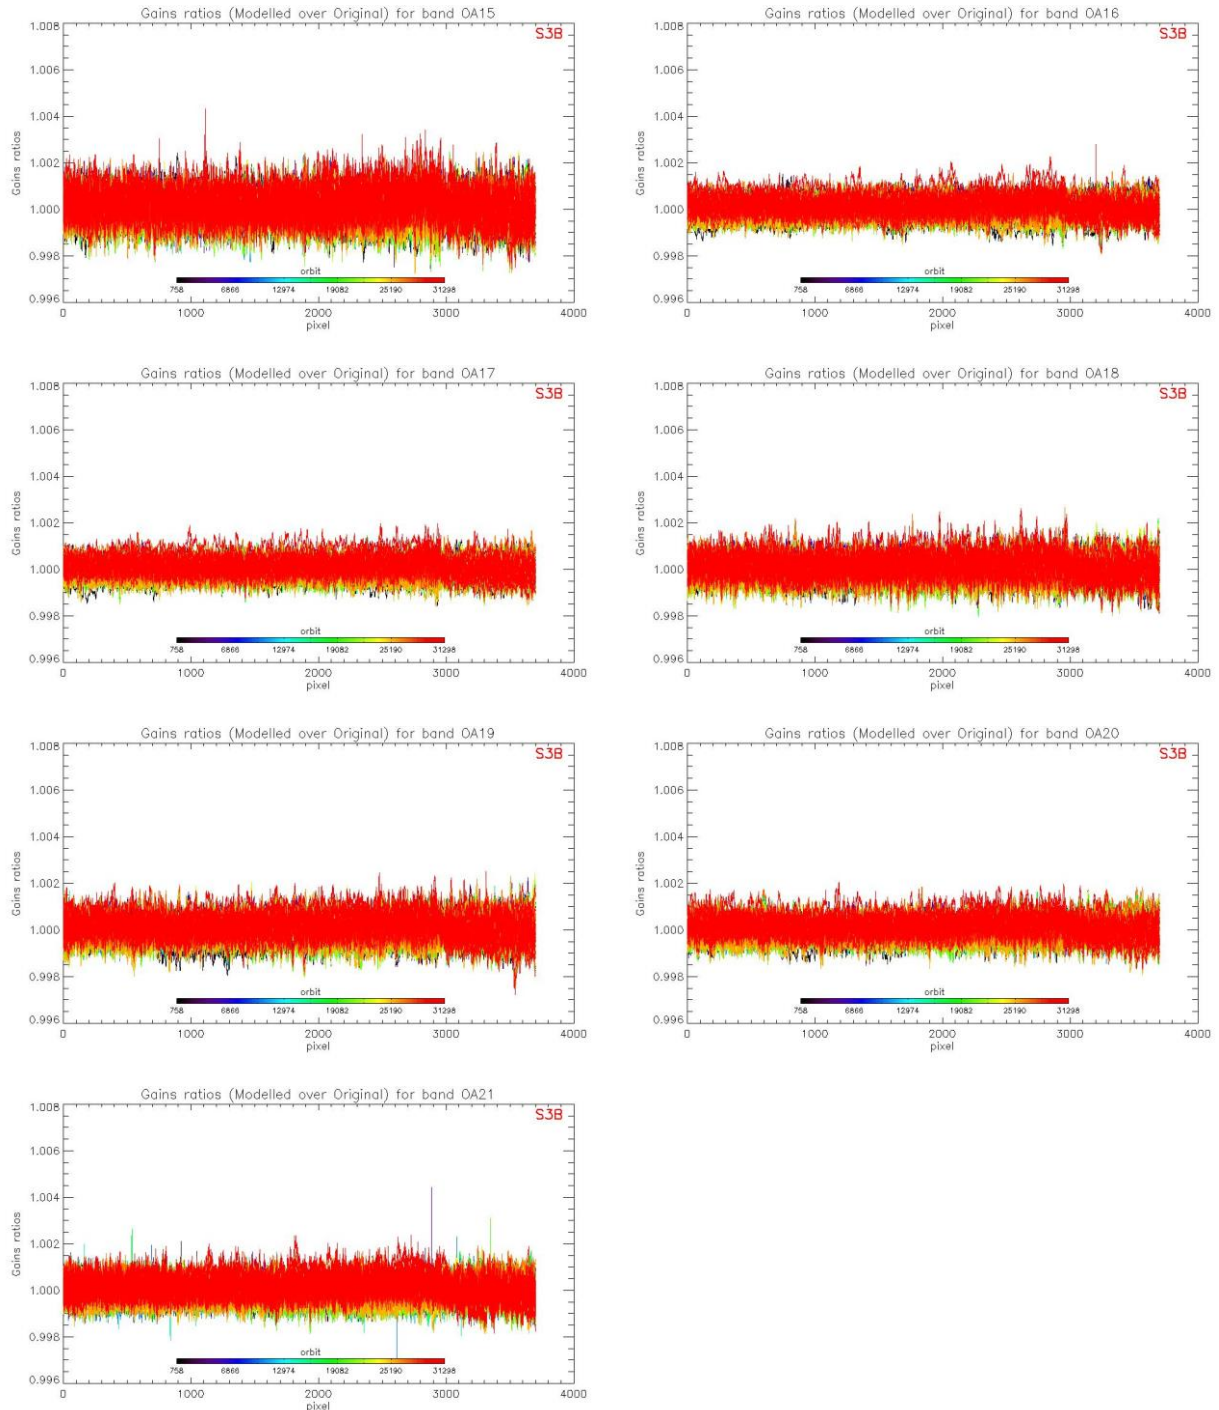 Gains ratios (Modelled over Original) for band OA15
S3B
1.008
1.006
1.004
1.002
1.000
0.998
0.996
Gains ratios
orbit
758 6866 12974 19082 25190 31298
0 1000 2000 3000 4000
pixel
Gains ratios (Modelled over Original) for band OA16
S3B
1.008
1.006
1.004
1.002
1.000
0.998
0.996
Gains ratios
orbit
758 6866 12974 19082 25190 31298
0 1000 2000 3000 4000
pixel
Gains ratios (Modelled over Original) for band OA17
S3B
1.008
1.006
1.004
1.002
1.000
0.998
0.996
Gains ratios
orbit
758 6866 12974 19082 25190 31298
0 1000 2000 3000 4000
pixel
Gains ratios (Modelled over Original) for band OA18
S3B
1.008
1.006
1.004
1.002
1.000
0.998
0.996
Gains ratios
orbit
758 6866 12974 19082 25190 31298
0 1000 2000 3000 4000
pixel
Gains ratios (Modelled over Original) for band OA19
S3B
1.008
1.006
1.004
1.002
1.000
0.998
0.996
Gains ratios
orbit
758 6866 12974 19082 25190 31298
0 1000 2000 3000 4000
pixel
Gains ratios (Modelled over Original) for band OA20
S3B
1.008
1.006
1.004
1.002
1.000
0.998
0.996
Gains ratios
orbit
758 6866 12974 19082 25190 31298
0 1000 2000 3000 4000
pixel
Gains ratios (Modelled over Original) for band OA21
S3B
1.008
1.006
1.004
1.002
1.000
0.998
0.996
Gains ratios
orbit
758 6866 12974 19082 25190 31298
0 1000 2000 3000 4000
pixel